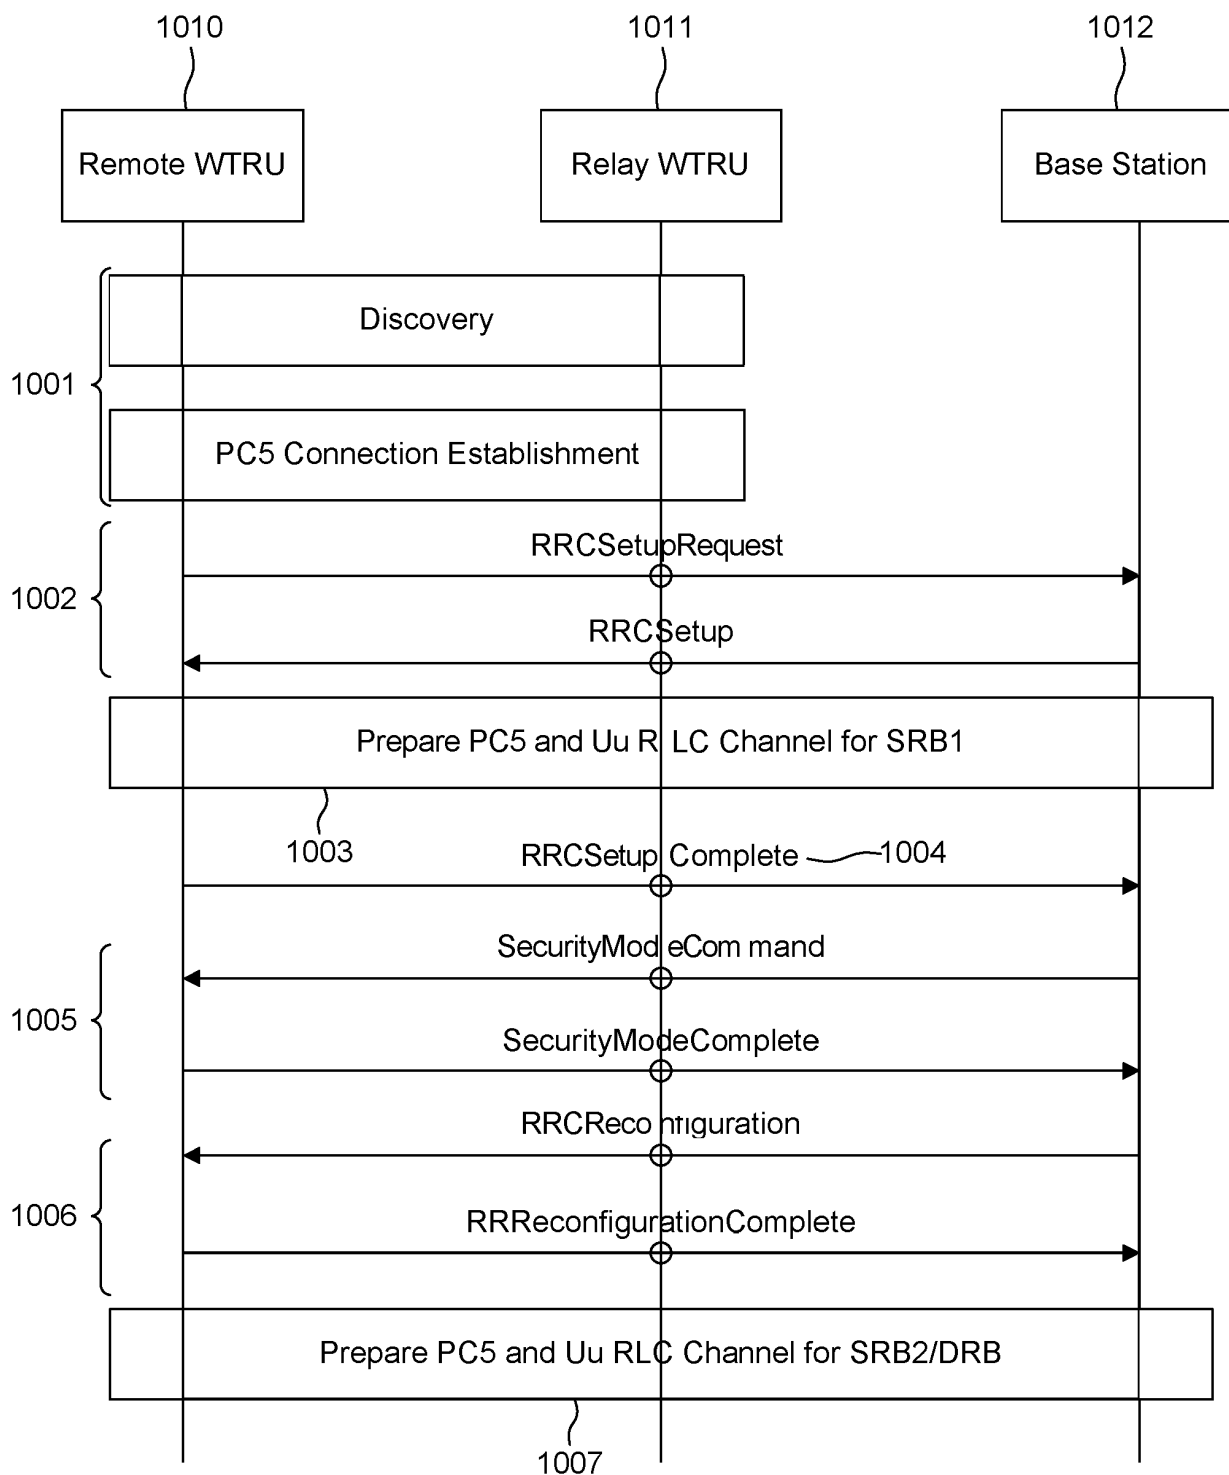 1010
1011
1012
Remote WTRU
Relay WTRU
Base Station
Discovery
1001
PC5 Connection Establishment
RRCSetupRequest
1002
RRCSetup
Prepare PC5 and Uu RLC Channel for SRB1
1003
RRCSetup Complete
1004
SecurityModeCommand
1005
SecurityModeComplete
RRCReconfiguration
1006
RRReconfigurationComplete
Prepare PC5 and Uu RLC Channel for SRB2/DRB
1007